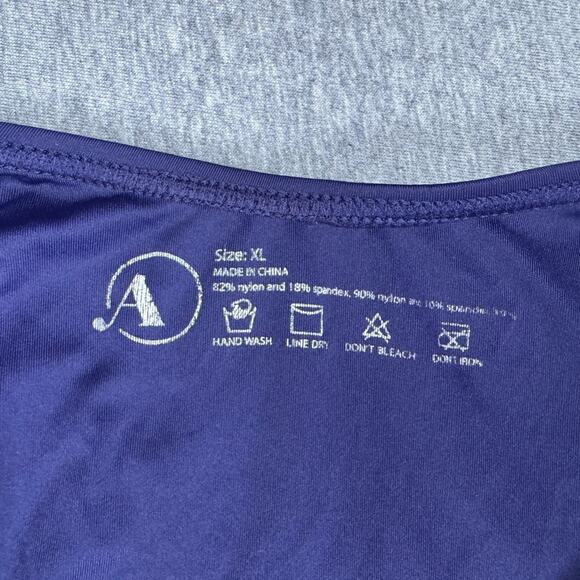 A
Size: XL
MADE IN CHINA
82% nylon and 18% spandex, 90% nylon and 10% spandex,
HAND WASH LINE DRY DON'T BLEACH DON'T IRON